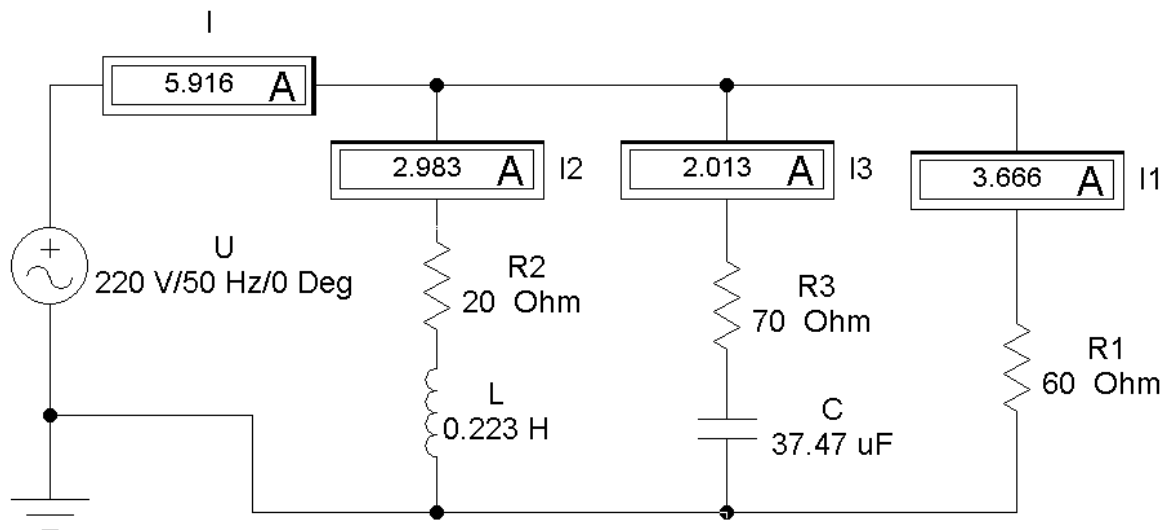 I
5.916 A
2.983 A I2
2.013 A I3
3.666 A I1
U
220 V/50 Hz/0 Deg
R2
20 Ohm
R3
70 Ohm
R1
60 Ohm
L
0.223 H
C
37.47 uF